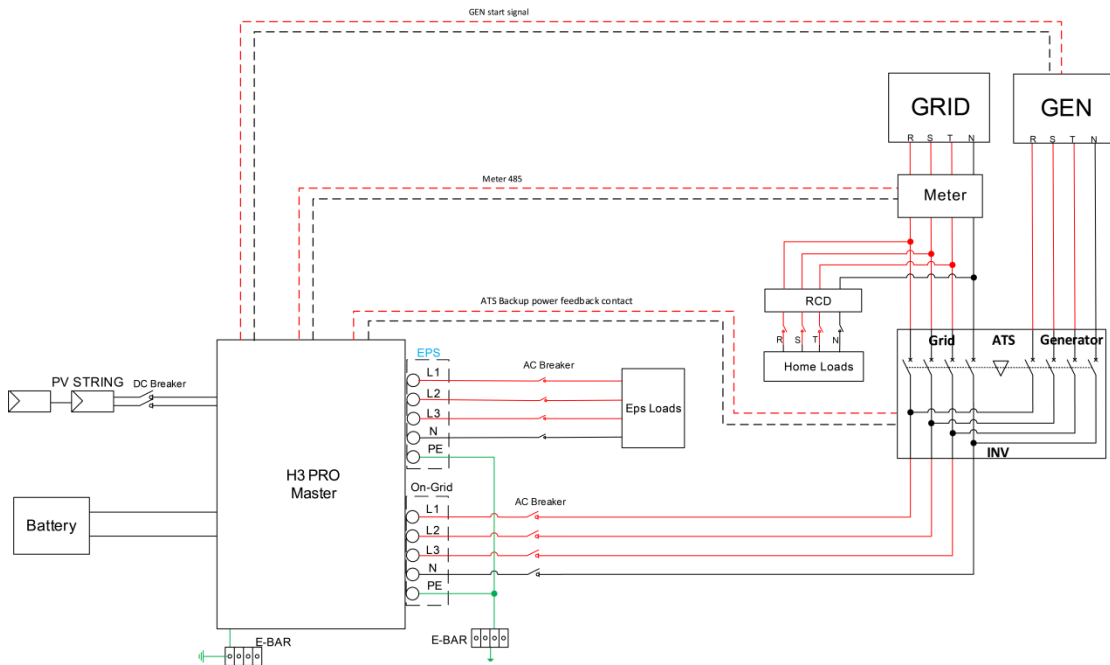 GEN start signal
GRID
R S T N
GEN
R S T N
Meter 485
Meter
ATS Backup power feedback contact
RCD
R S T N
Home Loads
Grid ATS Generator
INV
EPS
L1
L2
L3
N
PE
AC Breaker
Eps Loads
PV STRING
DC Breaker
H3 PRO
Master
Battery
On-Grid
L1
L2
L3
N
PE
AC Breaker
E-BAR
E-BAR